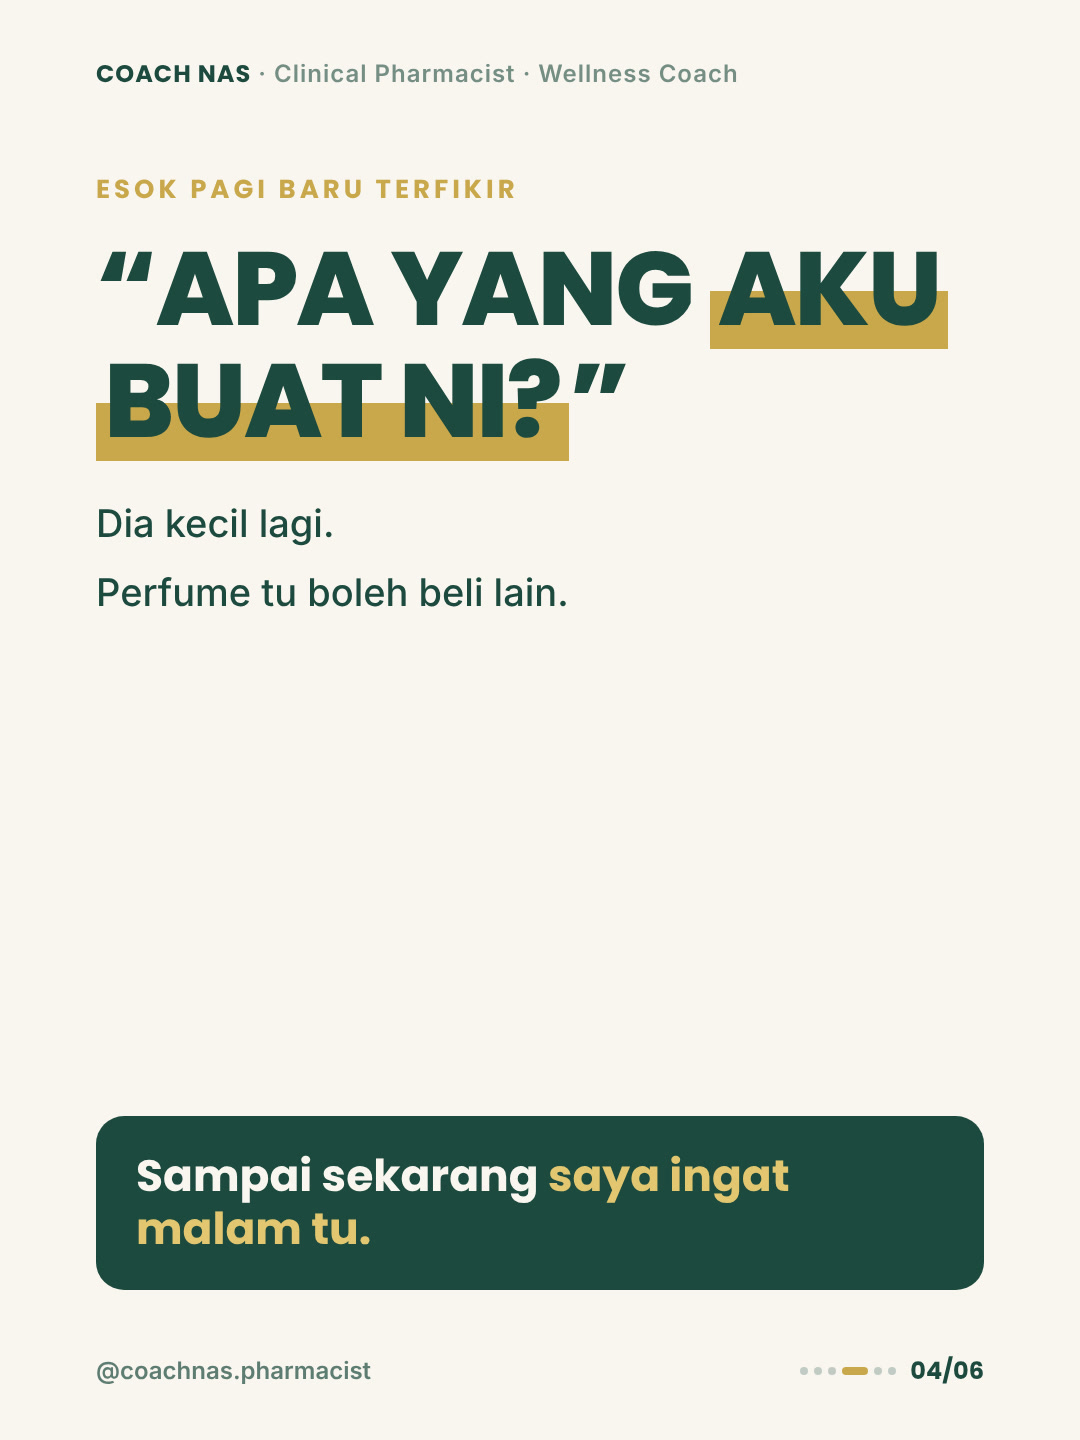 COACH NAS · Clinical Pharmacist · Wellness Coach
ESOK PAGI BARU TERFIKIR
“APA YANG AKU
BUAT NI?”
Dia kecil lagi.
Perfume tu boleh beli lain.
Sampai sekarang saya ingat
malam tu.
@coachnas.pharmacist
04/06